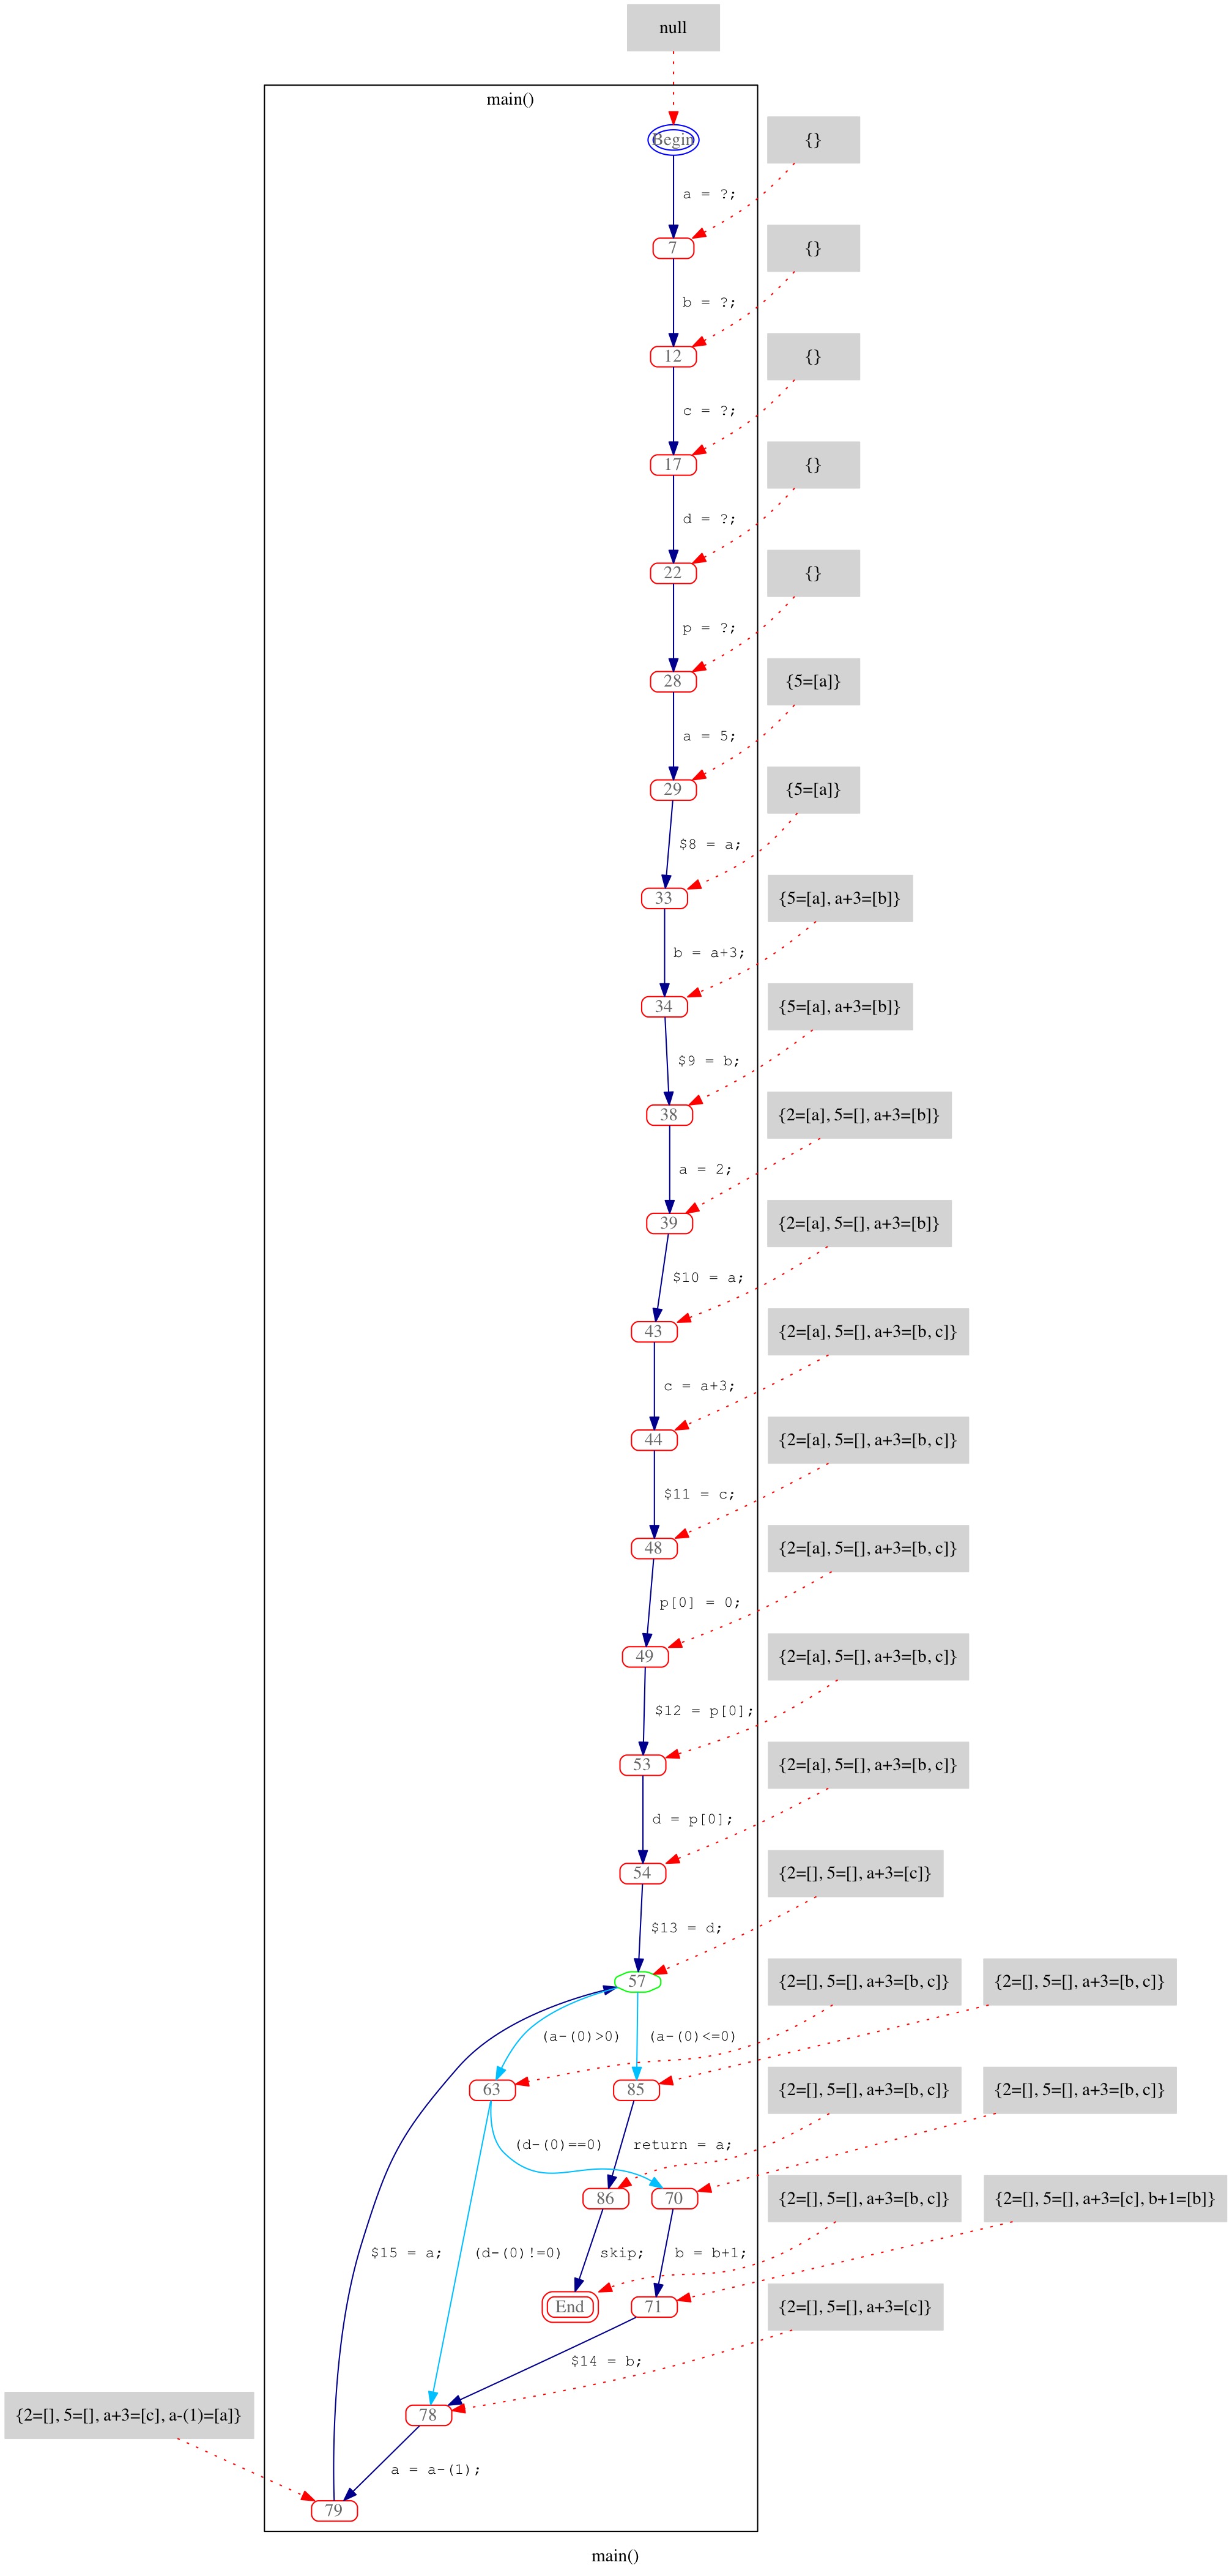 null
main()
Begin
{}
a = ?;
7
{}
b = ?;
12
{}
c = ?;
17
{}
d = ?;
22
{}
p = ?;
28
{5=[a]}
a = 5;
29
{5=[a]}
$8 = a;
33
{5=[a], a+3=[b]}
b = a+3;
34
{5=[a], a+3=[b]}
$9 = b;
38
{2=[a], 5=[], a+3=[b]}
a = 2;
39
{2=[a], 5=[], a+3=[b]}
$10 = a;
43
{2=[a], 5=[], a+3=[b, c]}
c = a+3;
44
{2=[a], 5=[], a+3=[b, c]}
$11 = c;
48
{2=[a], 5=[], a+3=[b, c]}
p[0] = 0;
49
{2=[a], 5=[], a+3=[b, c]}
$12 = p[0];
53
{2=[a], 5=[], a+3=[b, c]}
d = p[0];
54
{2=[], 5=[], a+3=[c]}
$13 = d;
57
{2=[], 5=[], a+3=[b, c]}
{2=[], 5=[], a+3=[b, c]}
(a-(0)>0)
(a-(0)<=0)
63
85
{2=[], 5=[], a+3=[b, c]}
{2=[], 5=[], a+3=[b, c]}
(d-(0)==0)
return = a;
86
70
{2=[], 5=[], a+3=[b, c]}
{2=[], 5=[], a+3=[c], b+1=[b]}
$15 = a;
(d-(0)!=0)
skip;
b = b+1;
End
71
{2=[], 5=[], a+3=[c]}
$14 = b;
{2=[], 5=[], a+3=[c], a-(1)=[a]}
78
a = a-(1);
79
main()